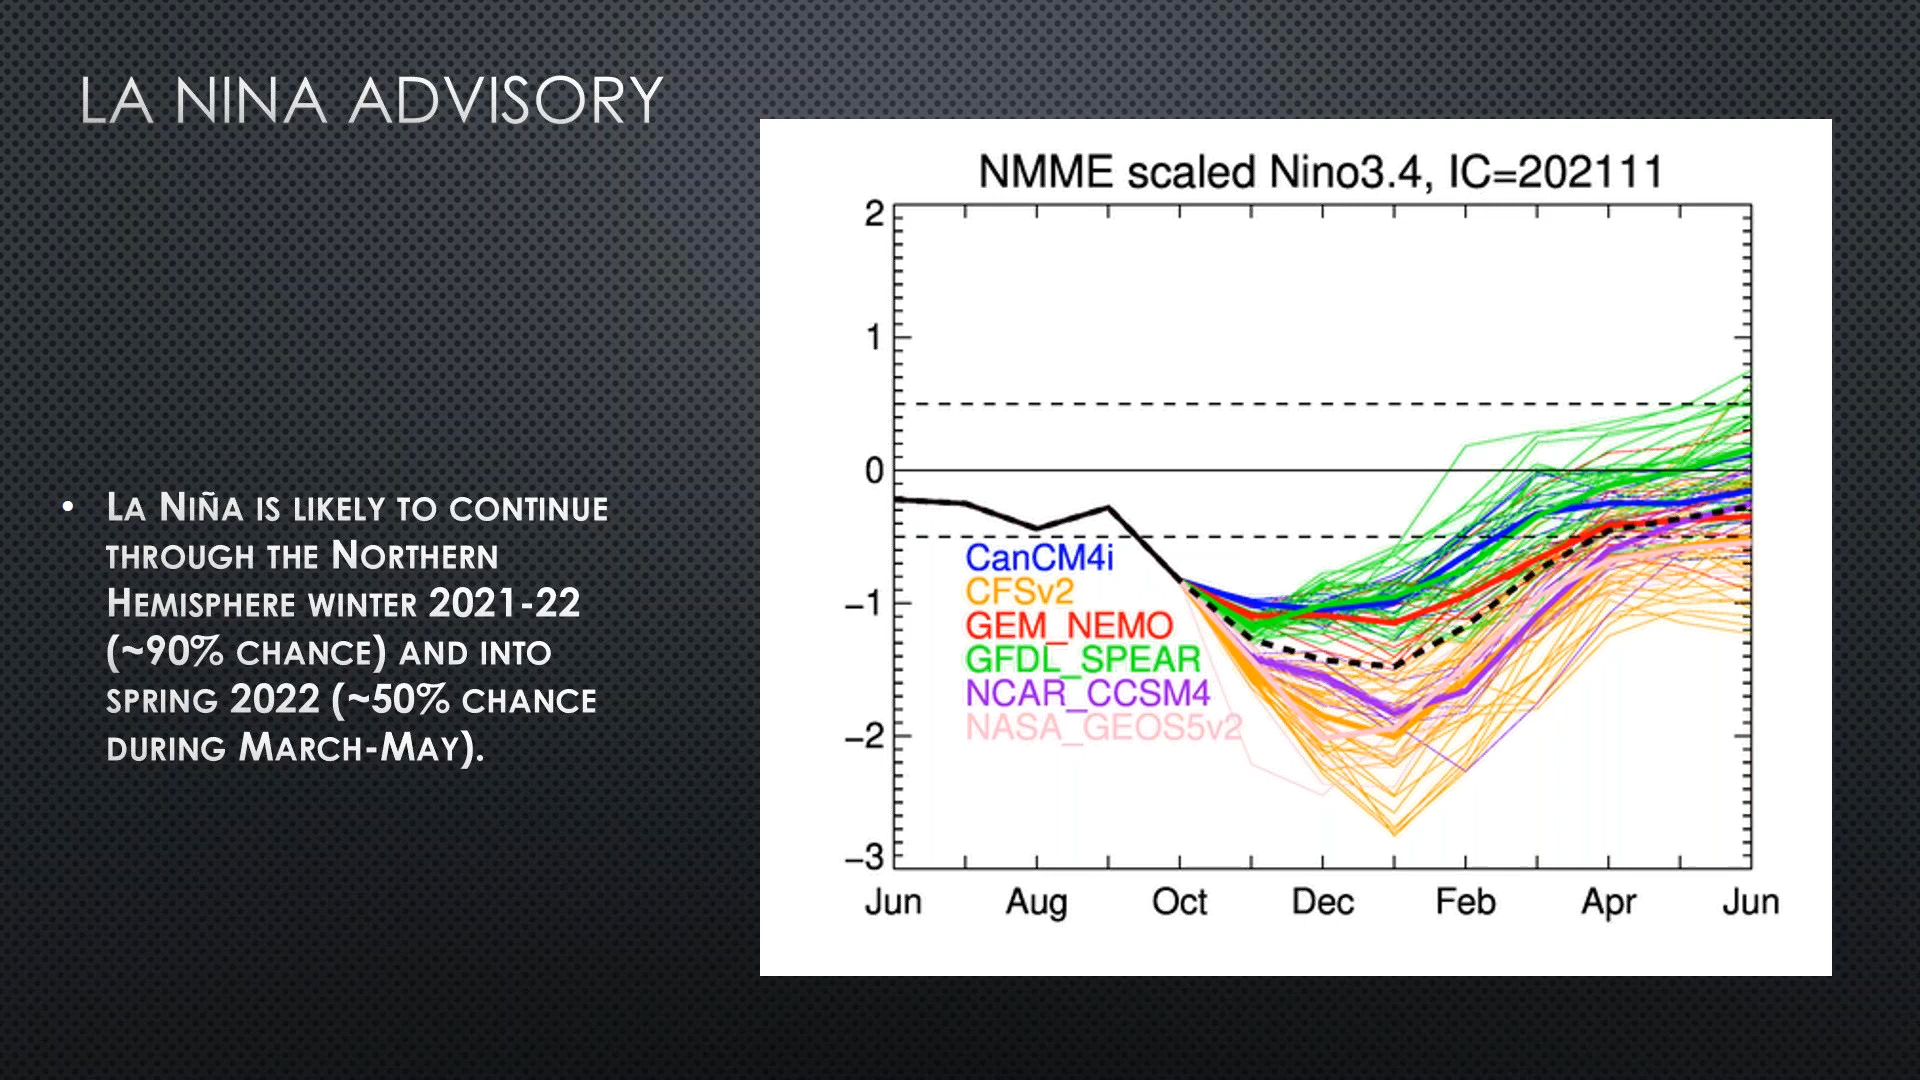 LA NINA ADVISORY
• LA NIÑA IS LIKELY TO CONTINUE
THROUGH THE NORTHERN
HEMISPHERE WINTER 2021-22
(~90% CHANCE) AND INTO
SPRING 2022 (~50% CHANCE
DURING MARCH-MAY).
NMME scaled Nino3.4, IC=202111
2
1
0
−1
−2
−3
CanCM4i
CFSv2
GEM_NEMO
GFDL_SPEAR
NCAR_CCSM4
NASA_GEOS5v2
Jun Aug Oct Dec Feb Apr Jun